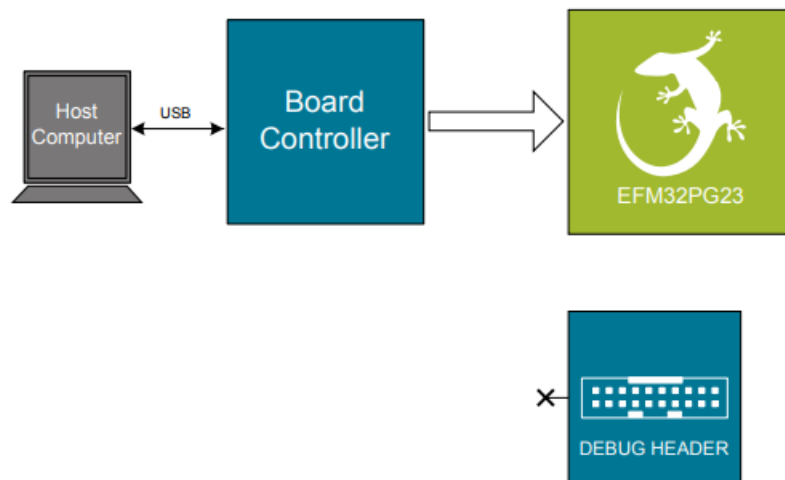 Host
Computer
USB
Board
Controller
EFM32PG23
DEBUG HEADER